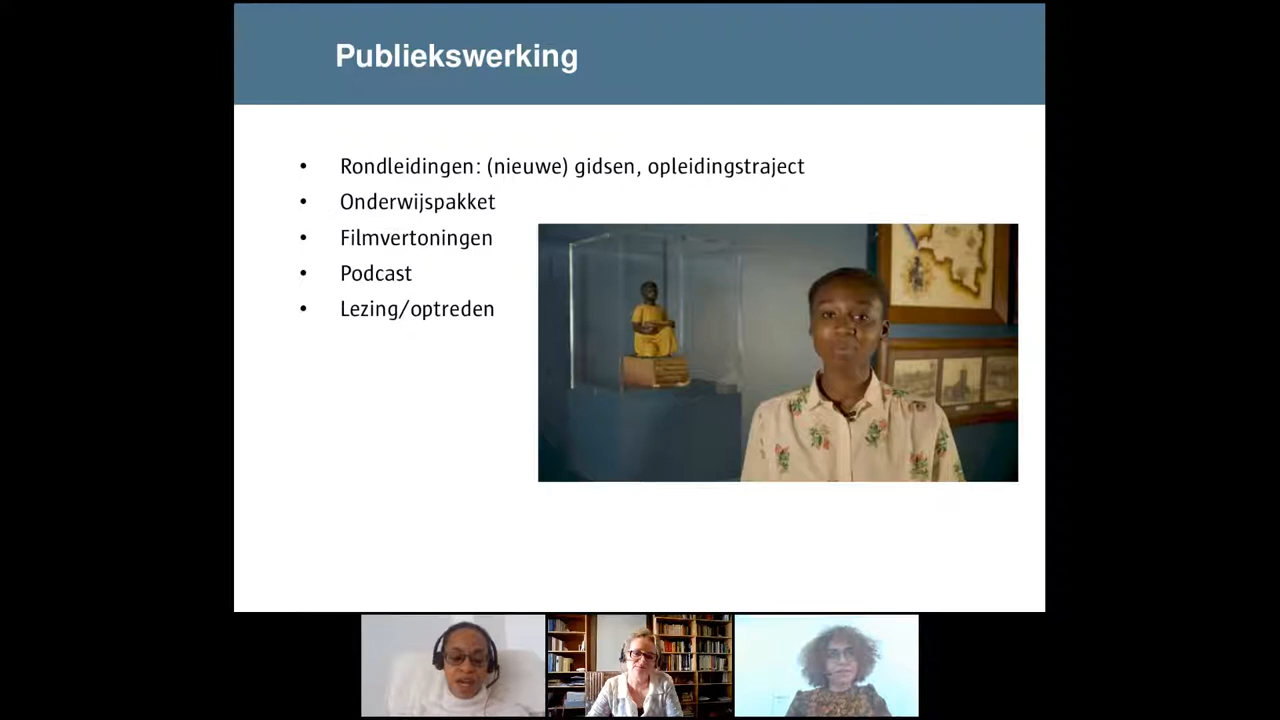 Publiekswerking
• Rondleidingen: (nieuwe) gidsen, opleidingstraject
• Onderwijspakket
• Filmvertoningen
• Podcast
• Lezing/optreden